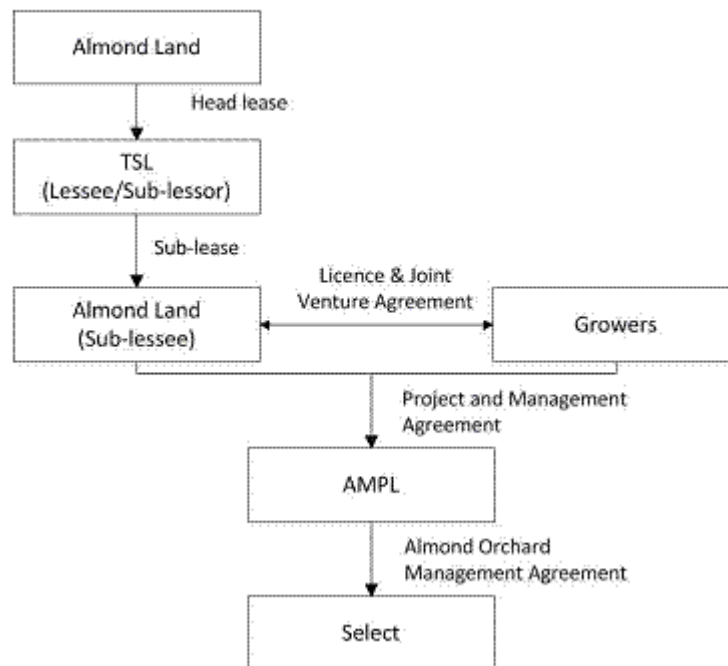 Almond Land
Head lease
TSL
(Lessee/Sub-lessor)
Sub-lease
Licence & Joint
Venture Agreement
Almond Land
(Sub-lessee)
Growers
Project and Management
Agreement
AMPL
Almond Orchard
Management Agreement
Select